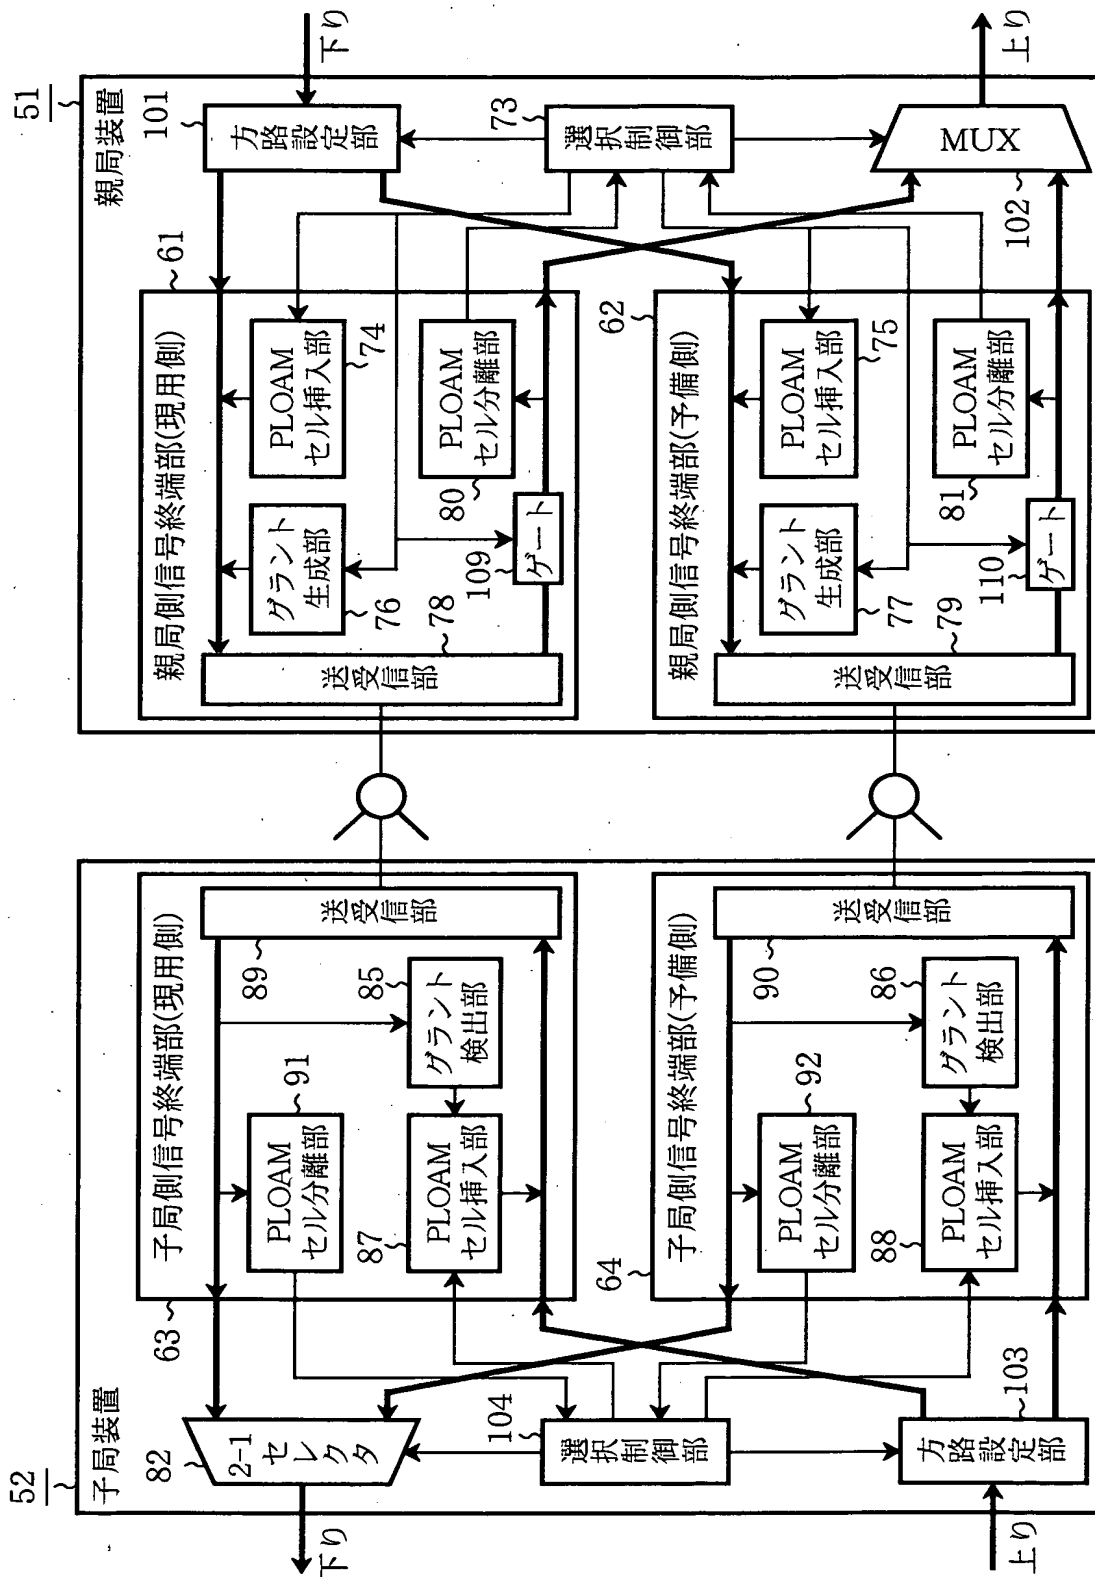 52
子局装置
82
2-1
セレクタ
下り
63
子局側信号終端部(現用側)
91
PLOAM
セル分離部
89
送受信部
85
グラント
検出部
87
PLOAM
セル挿入部
104
選択制御部
64
子局側信号終端部(予備側)
92
PLOAM
セル分離部
90
送受信部
86
グラント
検出部
88
PLOAM
セル挿入部
103
方路設定部
上り
51
親局装置
61
親局側信号終端部(現用側)
78
送受信部
76
グラント
生成部
74
PLOAM
セル挿入部
80
PLOAM
セル分離部
109
ゲート
101
方路設定部
下り
73
選択制御部
62
親局側信号終端部(予備側)
79
送受信部
77
グラント
生成部
75
PLOAM
セル挿入部
81
PLOAM
セル分離部
110
ゲート
102
MUX
上り